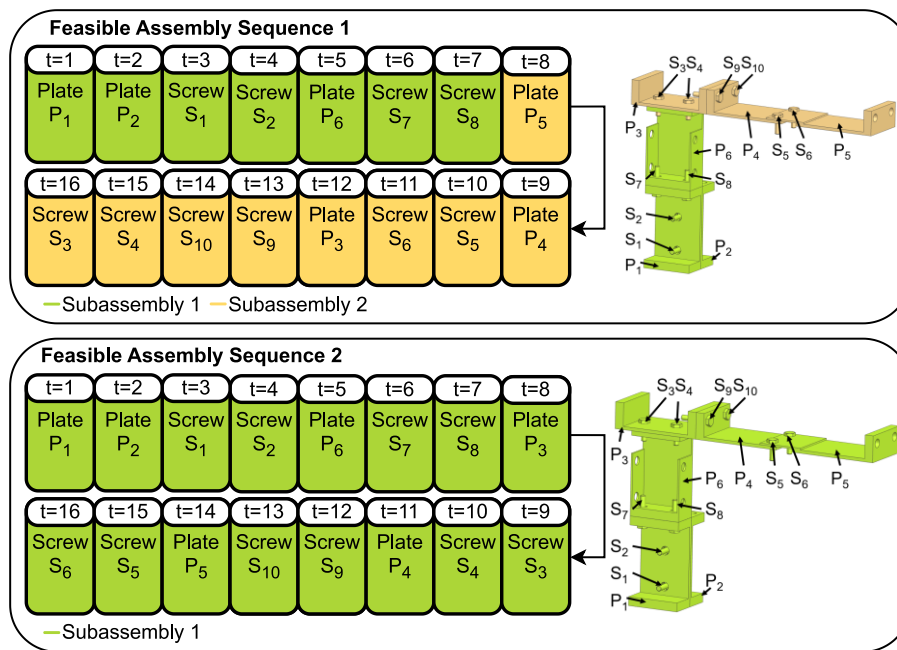 Feasible Assembly Sequence 1
t=1 t=2 t=3 t=4 t=5 t=6 t=7 t=8
Plate Plate Screw Screw Plate Screw Screw Plate
P1 P2 S1 S2 P6 S7 S8 P5
t=16 t=15 t=14 t=13 t=12 t=11 t=10 t=9
Screw Screw Screw Screw Plate Screw Screw Plate
S3 S4 S10 S9 P3 S6 S5 P4
Subassembly 1 Subassembly 2
S3S4 S9S10
P3
P6 P4 S5 S6 P5
S7 S8
S2
S1
P1 P2
Feasible Assembly Sequence 2
t=1 t=2 t=3 t=4 t=5 t=6 t=7 t=8
Plate Plate Screw Screw Plate Screw Screw Plate
P1 P2 S1 S2 P6 S7 S8 P3
t=16 t=15 t=14 t=13 t=12 t=11 t=10 t=9
Screw Screw Plate Screw Screw Plate Screw Screw
S6 S5 P5 S10 S9 P4 S4 S3
Subassembly 1
S3S4 S9S10
P3 P4 S5 S6 P5
P6
S7 S8
S2
S1
P1 P2